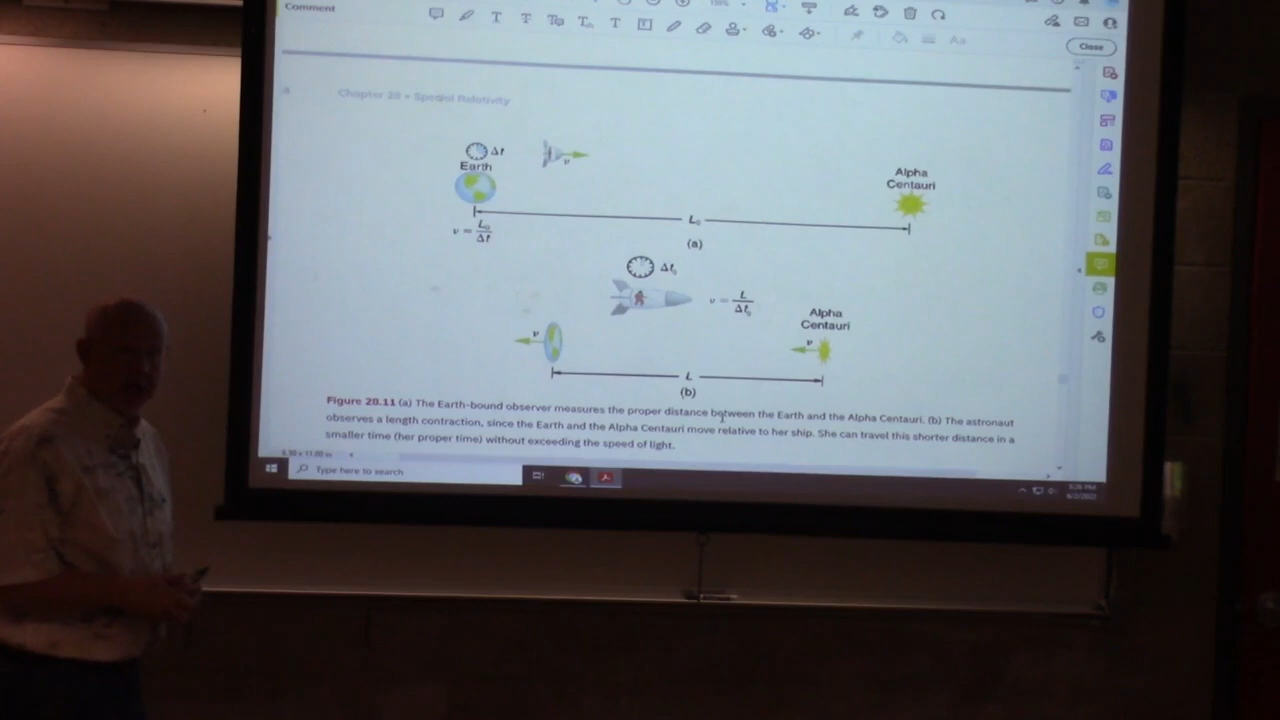 Comment
Close
Chapter 28 • Special Relativity
Δt
Earth
v
Alpha
Centauri
L₀
v = L₀/Δt
(a)
Δt₀
v = L/Δt₀
Alpha
Centauri
v
v
L
(b)
Figure 28.11 (a) The Earth-bound observer measures the proper distance between the Earth and the Alpha Centauri. (b) The astronaut
observes a length contraction, since the Earth and the Alpha Centauri move relative to her ship. She can travel this shorter distance in a
smaller time (her proper time) without exceeding the speed of light.
Type here to search